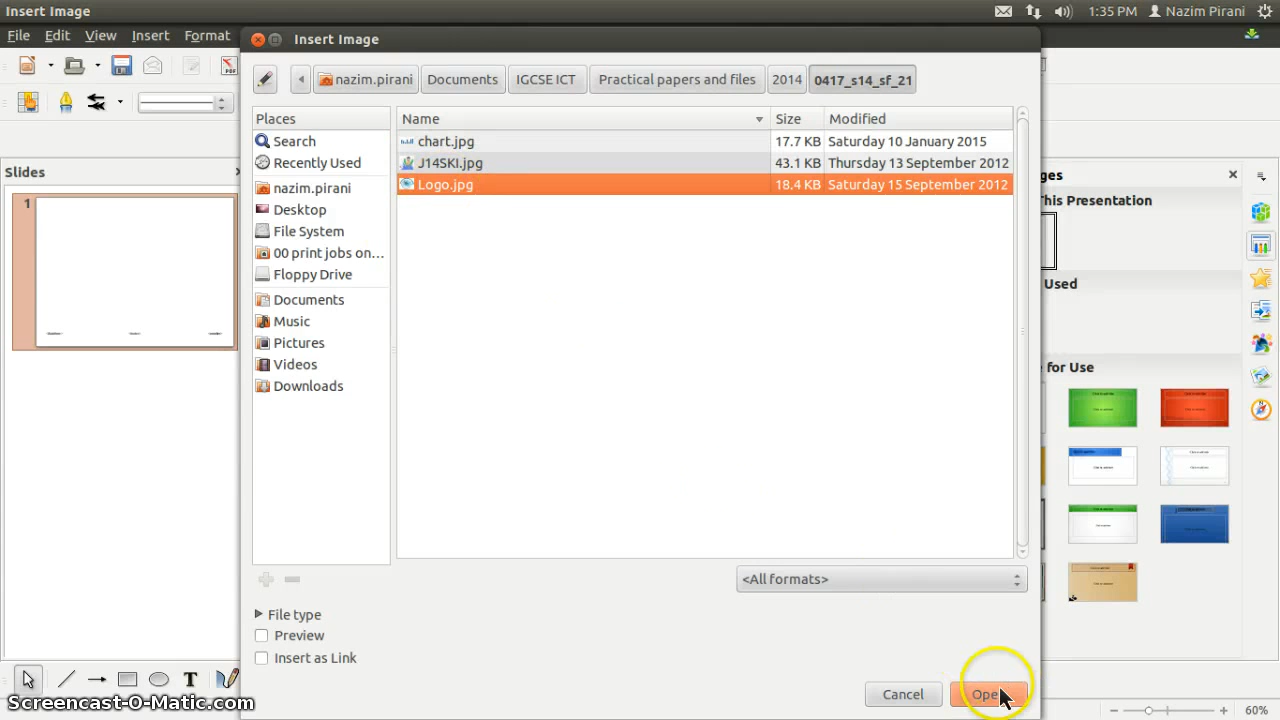 Insert Image
1:35 PM Nazim Pirani
File Edit View Insert Format
Insert Image
nazim.pirani Documents IGCSE ICT Practical papers and files 2014 0417_s14_sf_21
Places
Search
Recently Used
nazim.pirani
Desktop
File System
00 print jobs on...
Floppy Drive
Documents
Music
Pictures
Videos
Downloads
Name Size Modified
chart.jpg 17.7 KB Saturday 10 January 2015
J14SKI.jpg 43.1 KB Thursday 13 September 2012
Logo.jpg 18.4 KB Saturday 15 September 2012
<All formats>
File type
Preview
Insert as Link
Cancel Open
Slides
1
ges
This Presentation
Used
e for Use
60%
Screencast-O-Matic.com